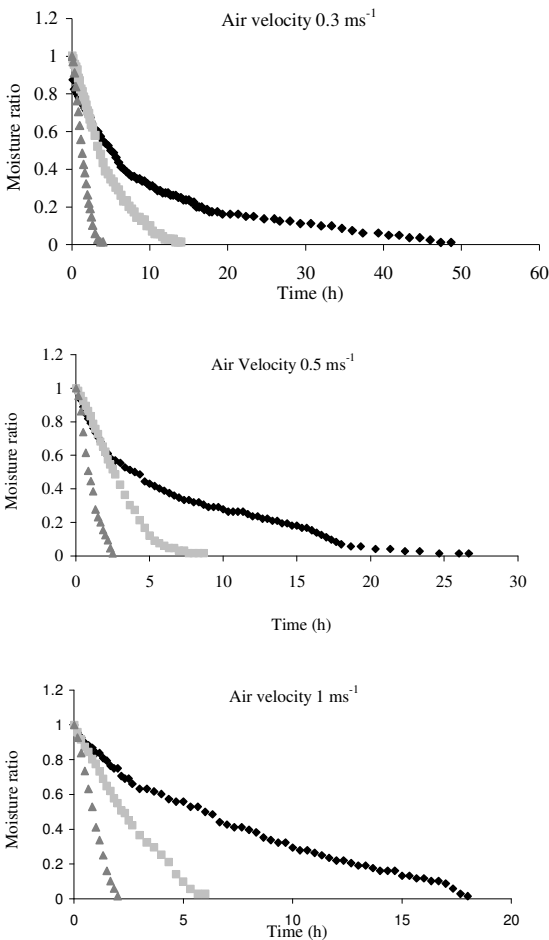 Air velocity 0.3 ms-1
1.2
1
0.8
0.6
0.4
0.2
0
Moisture ratio
0 10 20 30 40 50 60
Time (h)
Air Velocity 0.5 ms-1
1.2
1
0.8
0.6
0.4
0.2
0
Moisture ratio
0 5 10 15 20 25 30
Time (h)
Air velocity 1 ms-1
1.2
1
0.8
0.6
0.4
0.2
0
Moisture ratio
0 5 10 15 20
Time (h)